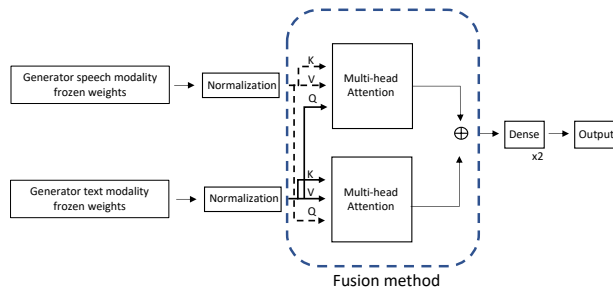 Generator speech modality
frozen weights
Normalization
K
V
Q
Multi-head
Attention
Dense
x2
Output
Generator text modality
frozen weights
Normalization
K
V
Q
Multi-head
Attention
Fusion method